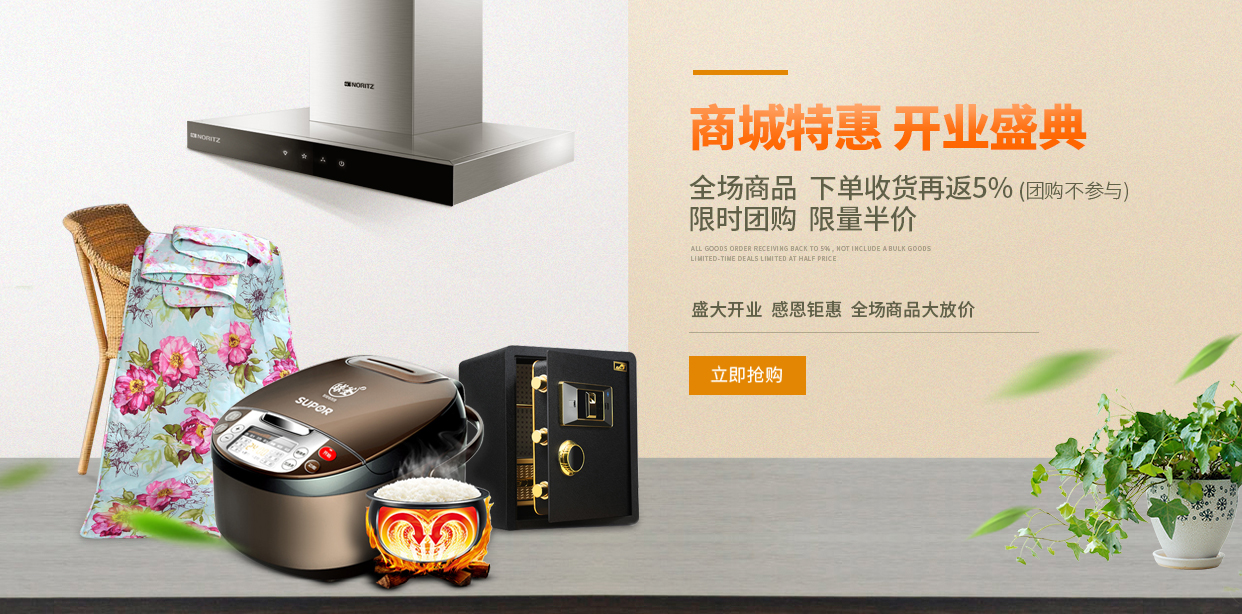 NORITZ
NORITZ
SUPOR
商城特惠 开业盛典
全场商品 下单收货再返5% (团购不参与)
限时团购 限量半价
ALL GOODS ORDER RECEIVING BACK TO 5% , NOT INCLUDE A BULK GOODS
LIMITED-TIME DEALS LIMITED AT HALF PRICE
盛大开业 感恩钜惠 全场商品大放价
立即抢购